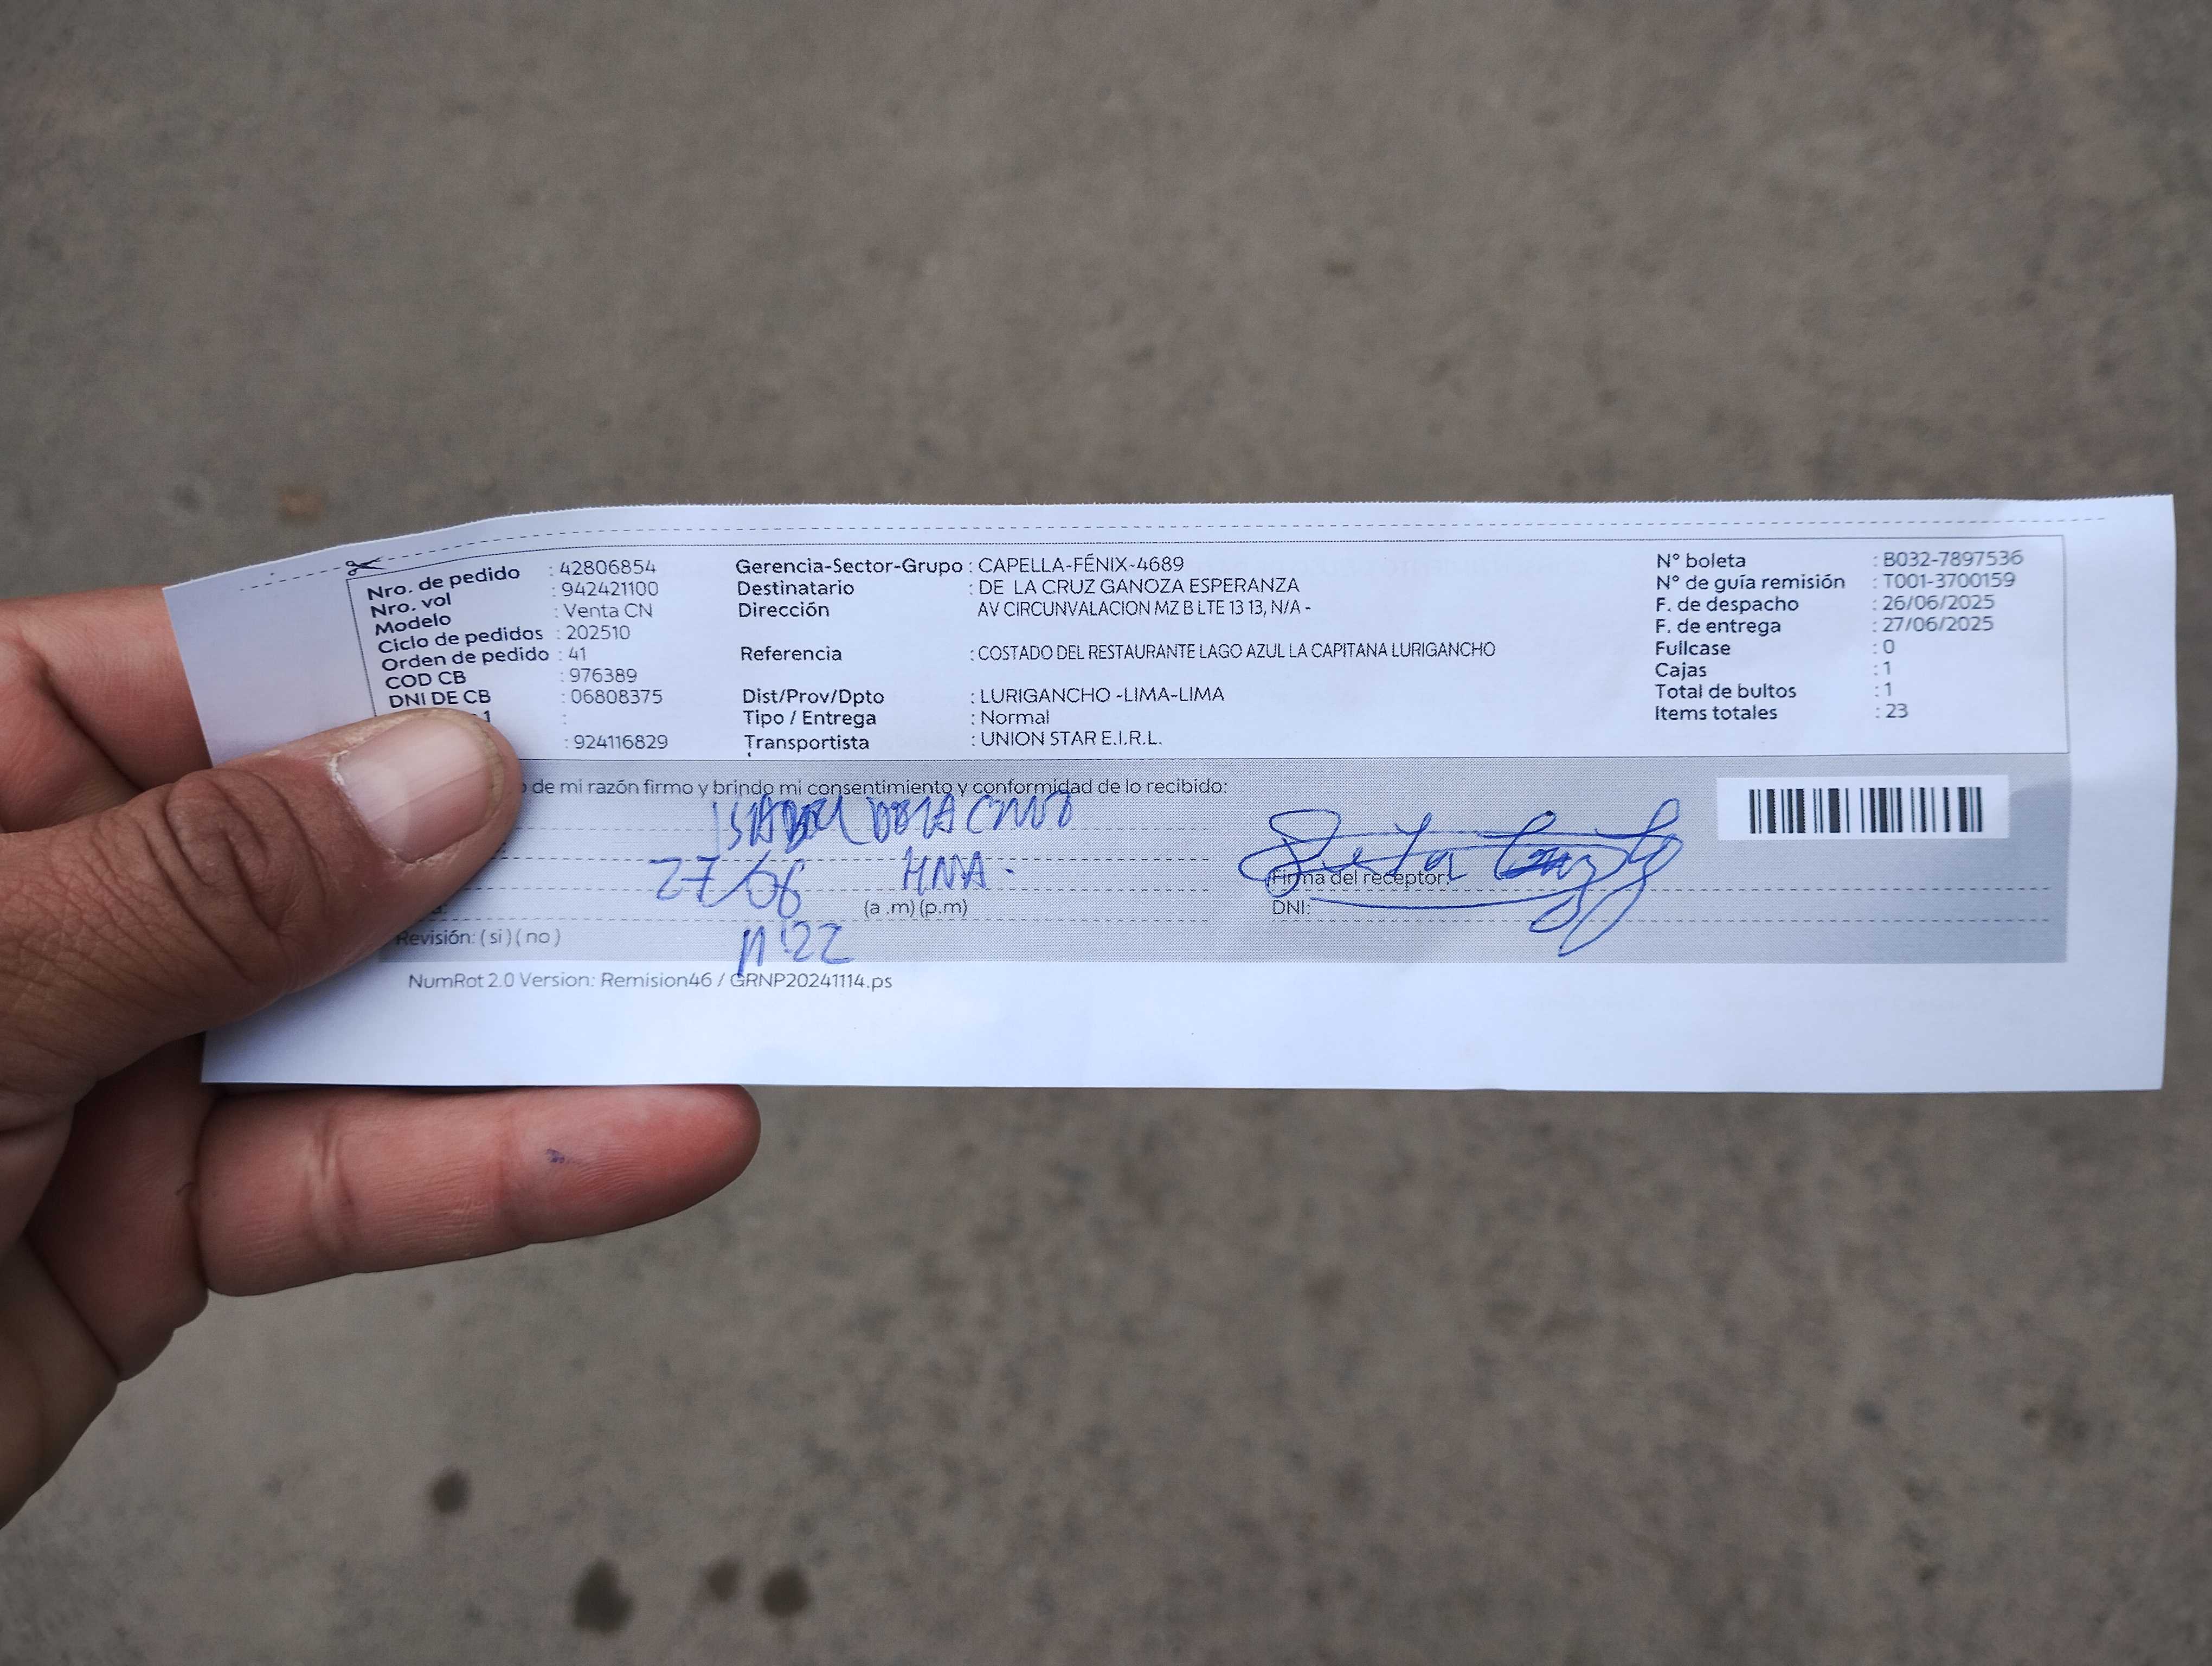 Nro. de pedido : 42806854
Nro. vol : 942421100
Modelo : Venta CN
Ciclo de pedidos : 202510
Orden de pedido : 41
COD CB : 976389
DNI DE CB : 06808375
1 :
: 924116829
Gerencia-Sector-Grupo : CAPELLA-FÉNIX-4689
Destinatario : DE LA CRUZ GANOZA ESPERANZA
Dirección AV CIRCUNVALACION MZ B LTE 13 13, N/A -
Referencia : COSTADO DEL RESTAURANTE LAGO AZUL LA CAPITANA LURIGANCHO
Dist/Prov/Dpto : LURIGANCHO -LIMA-LIMA
Tipo / Entrega : Normal
Transportista : UNION STAR E.I.R.L.
N° boleta : B032-7897536
N° de guía remisión : T001-3700159
F. de despacho : 26/06/2025
F. de entrega : 27/06/2025
Fullcase : 0
Cajas : 1
Total de bultos : 1
Items totales : 23
de mi razón firmo y brindo mi consentimiento y conformidad de lo recibido:
ISABEL DE LA CRUZ
27/06 HNA.
(a .m) (p.m)
11:22
Firma del receptor:
DNI:
Revisión: ( si ) ( no )
NumRot 2.0 Version: Remision46 / GRNP20241114.ps